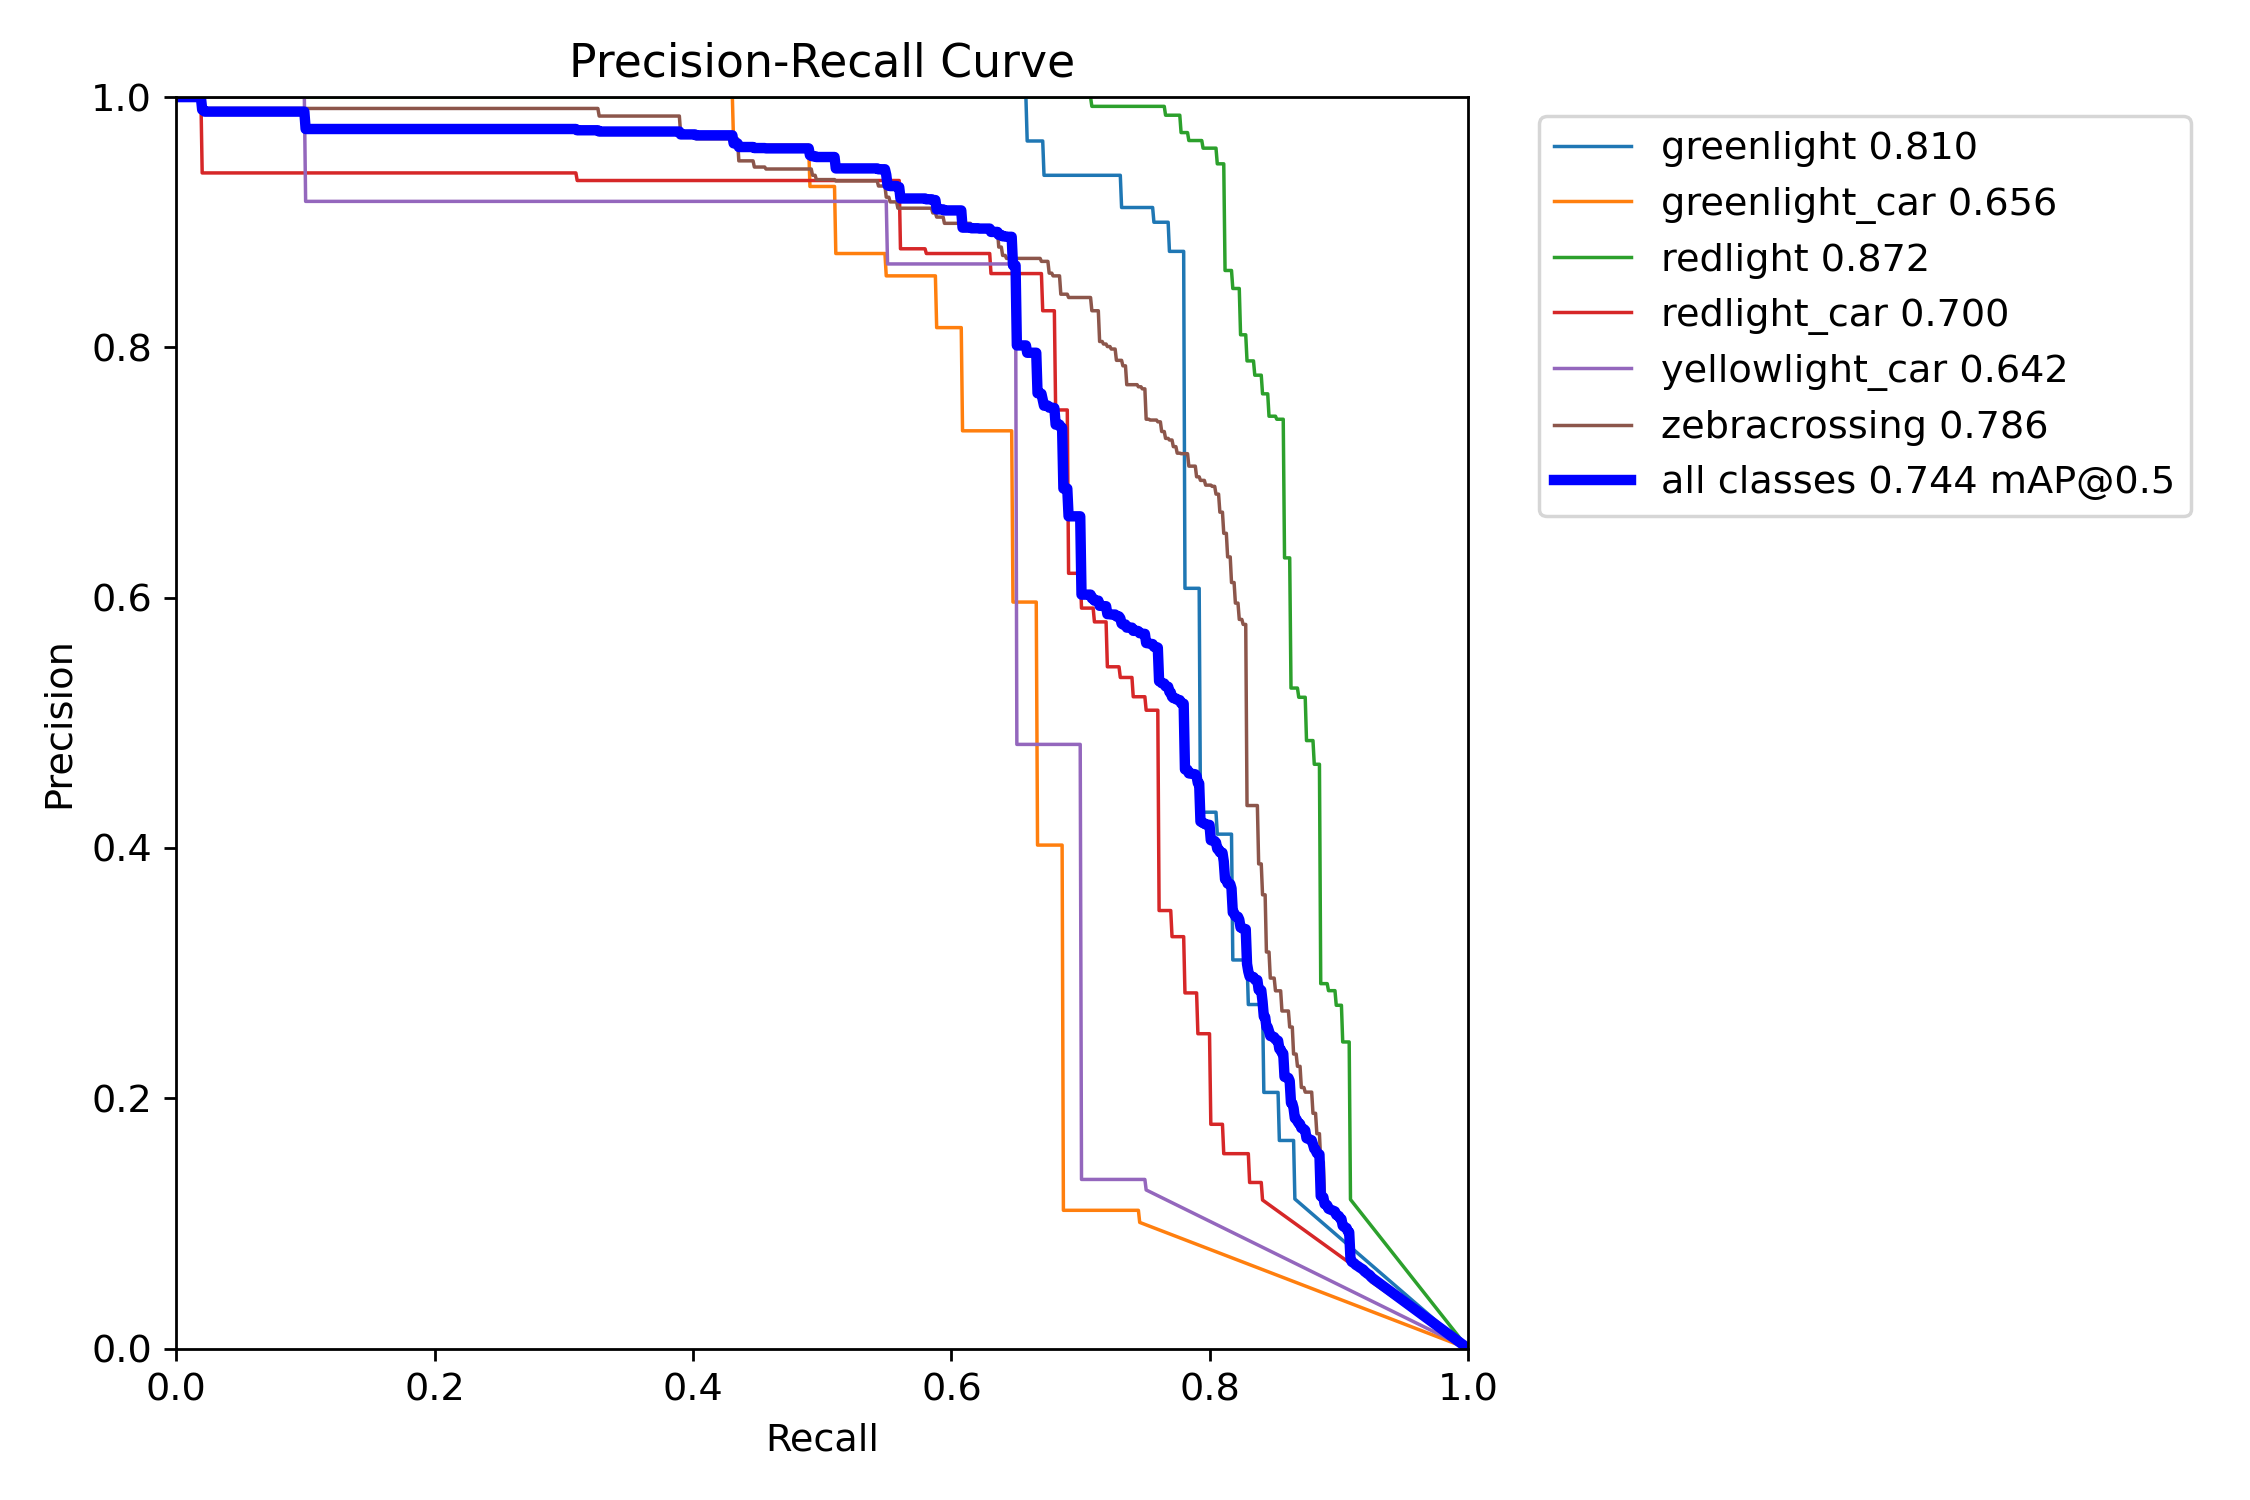 Precision-Recall Curve
1.0
0.8
0.6
0.4
0.2
0.0
Precision
0.0 0.2 0.4 0.6 0.8 1.0
Recall
greenlight 0.810
greenlight_car 0.656
redlight 0.872
redlight_car 0.700
yellowlight_car 0.642
zebracrossing 0.786
all classes 0.744 mAP@0.5